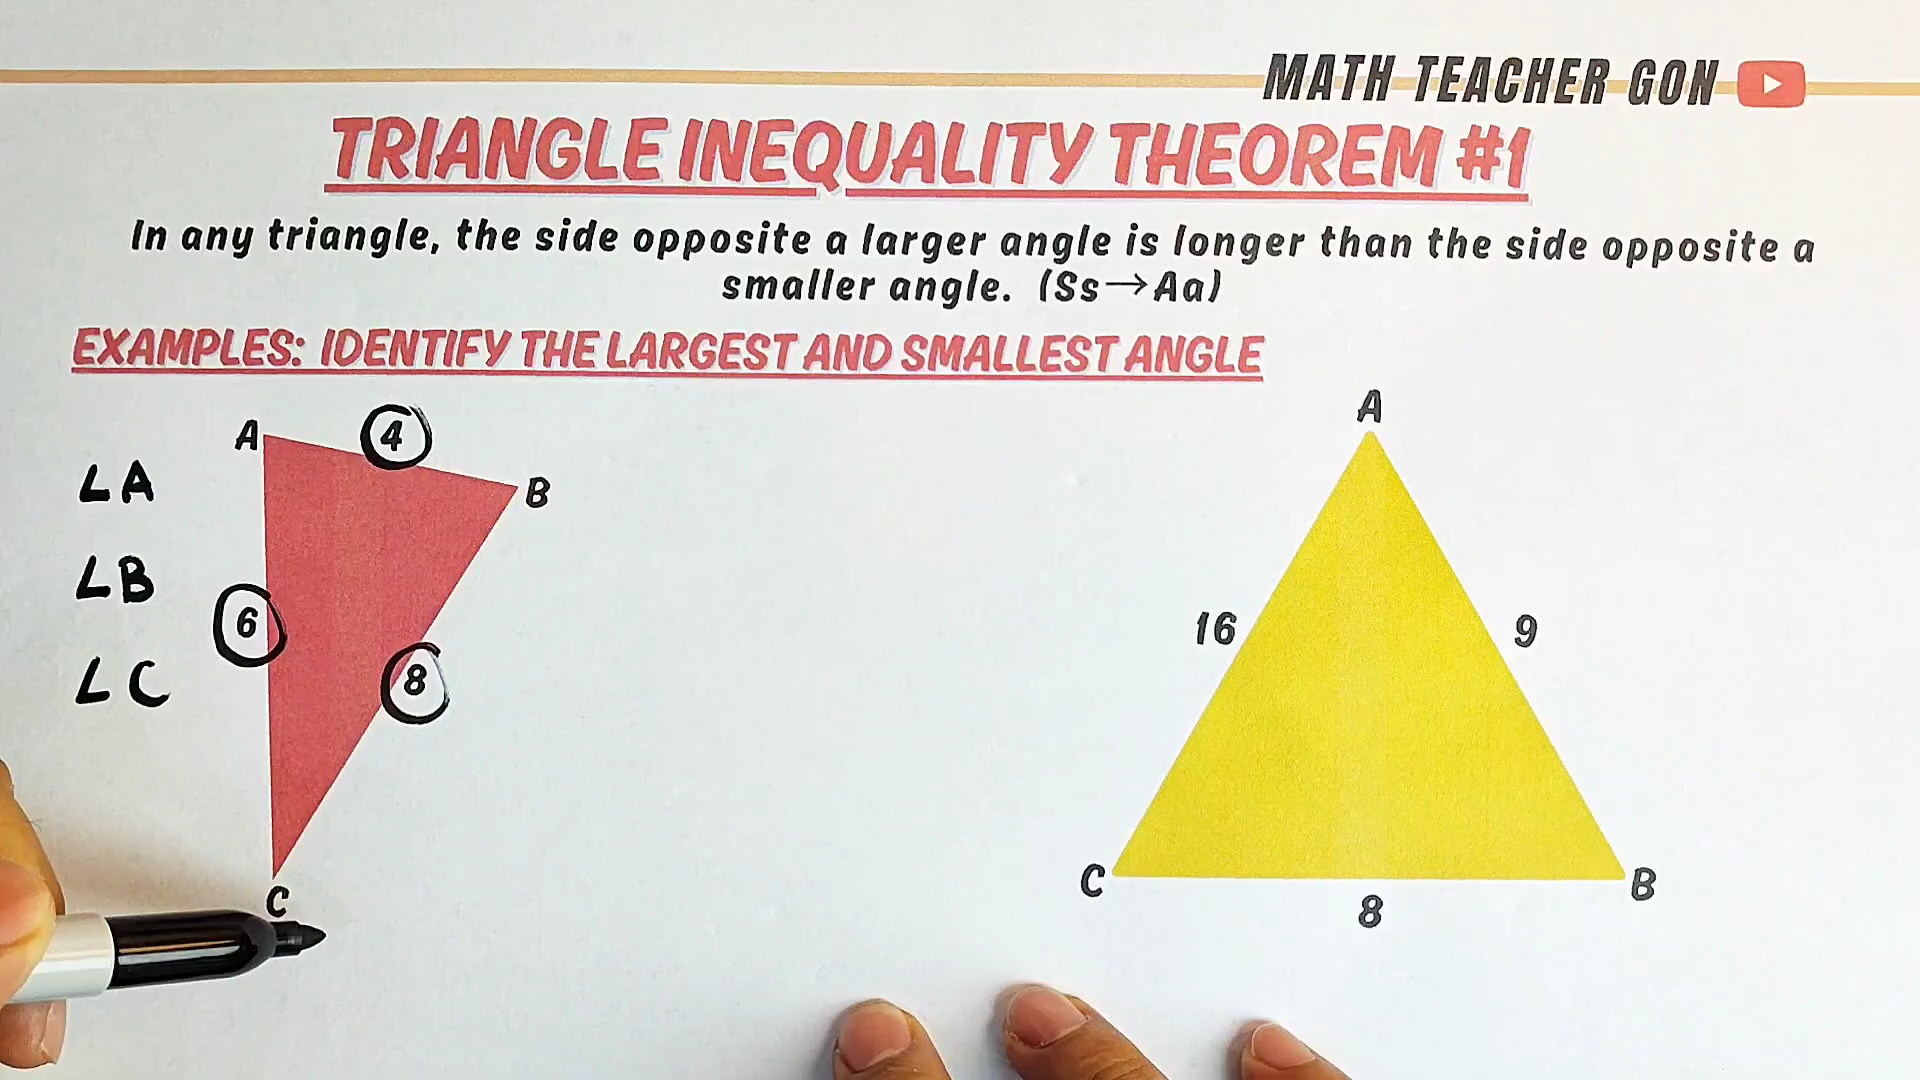 MATH TEACHER GON
TRIANGLE INEQUALITY THEOREM #1
In any triangle, the side opposite a larger angle is longer than the side opposite a
smaller angle. (Ss→Aa)
EXAMPLES: IDENTIFY THE LARGEST AND SMALLEST ANGLE
A
4
B
6
8
C
∠A
∠B
∠C
A
16
9
C
B
8